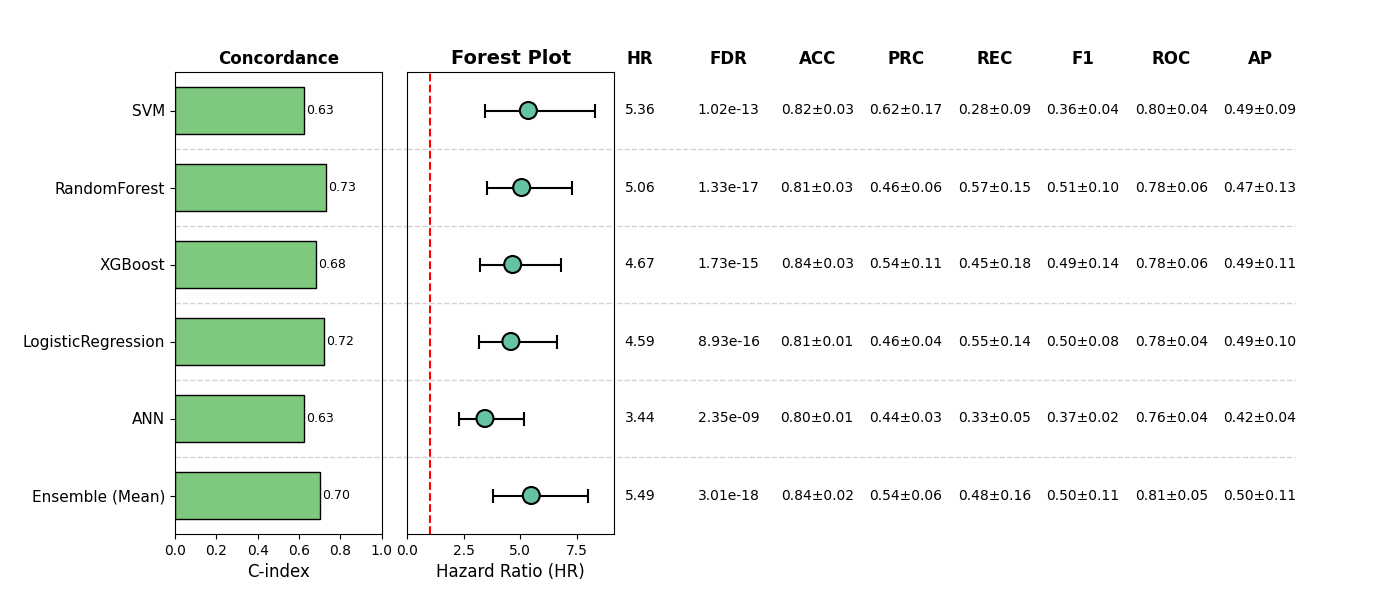 Concordance Forest Plot HR FDR ACC PRC REC F1 ROC AP
SVM 0.63 5.36 1.02e-13 0.82±0.03 0.62±0.17 0.28±0.09 0.36±0.04 0.80±0.04 0.49±0.09
RandomForest 0.73 5.06 1.33e-17 0.81±0.03 0.46±0.06 0.57±0.15 0.51±0.10 0.78±0.06 0.47±0.13
XGBoost 0.68 4.67 1.73e-15 0.84±0.03 0.54±0.11 0.45±0.18 0.49±0.14 0.78±0.06 0.49±0.11
LogisticRegression 0.72 4.59 8.93e-16 0.81±0.01 0.46±0.04 0.55±0.14 0.50±0.08 0.78±0.04 0.49±0.10
ANN 0.63 3.44 2.35e-09 0.80±0.01 0.44±0.03 0.33±0.05 0.37±0.02 0.76±0.04 0.42±0.04
Ensemble (Mean) 0.70 5.49 3.01e-18 0.84±0.02 0.54±0.06 0.48±0.16 0.50±0.11 0.81±0.05 0.50±0.11
0.0 0.2 0.4 0.6 0.8 1.0 0.0 2.5 5.0 7.5
C-index Hazard Ratio (HR)